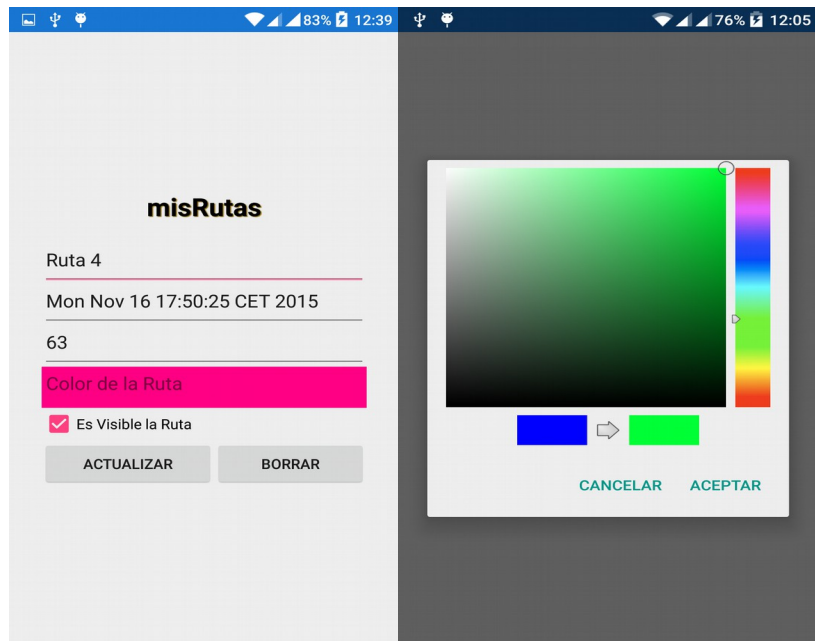 83% 12:39
misRutas
Ruta 4
Mon Nov 16 17:50:25 CET 2015
63
Color de la Ruta
Es Visible la Ruta
ACTUALIZAR BORRAR
76% 12:05
CANCELAR ACEPTAR